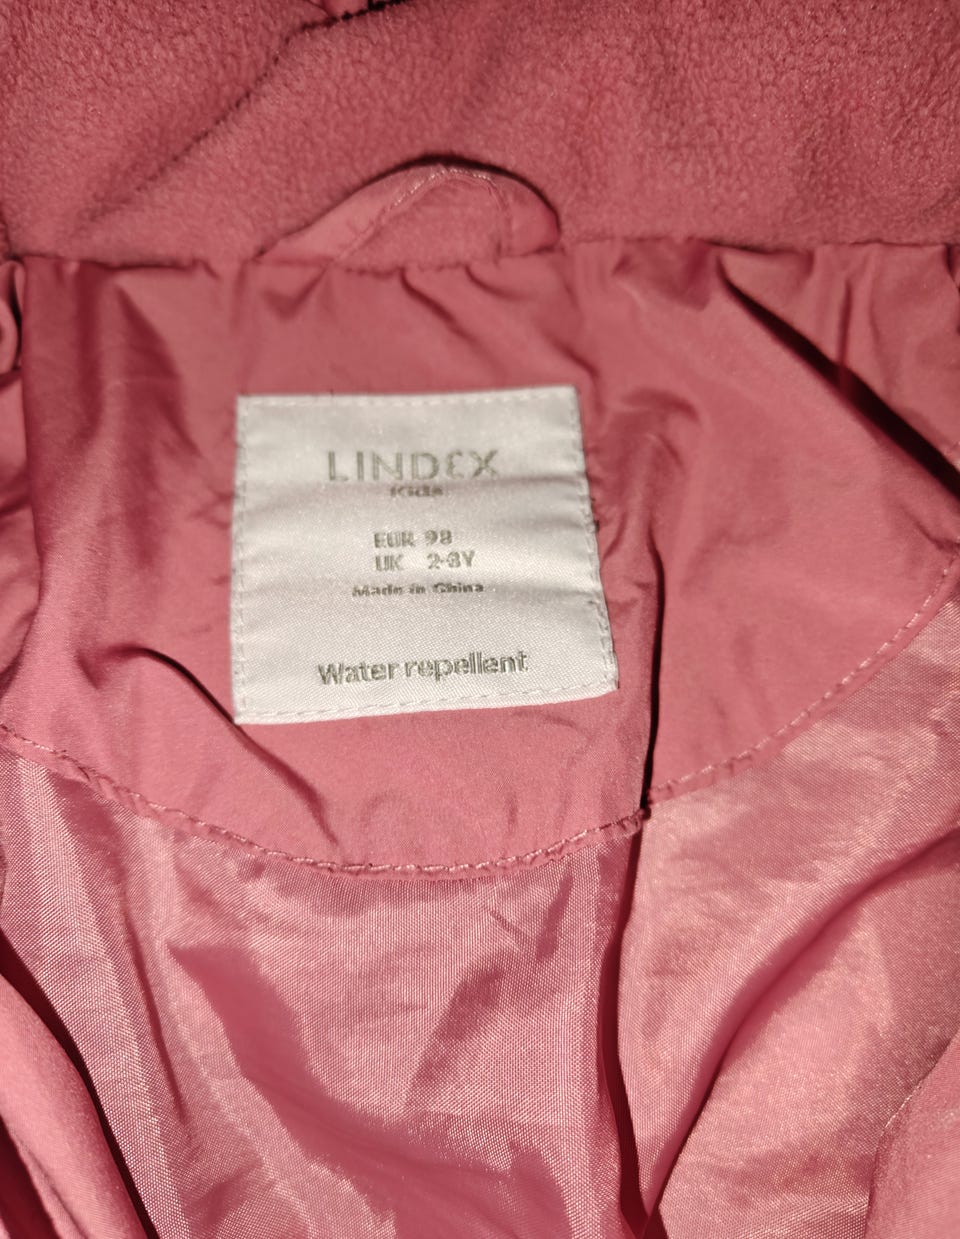 LINDEX
Kids
EUR 98
UK 2-3Y
Made in China
Water repellent